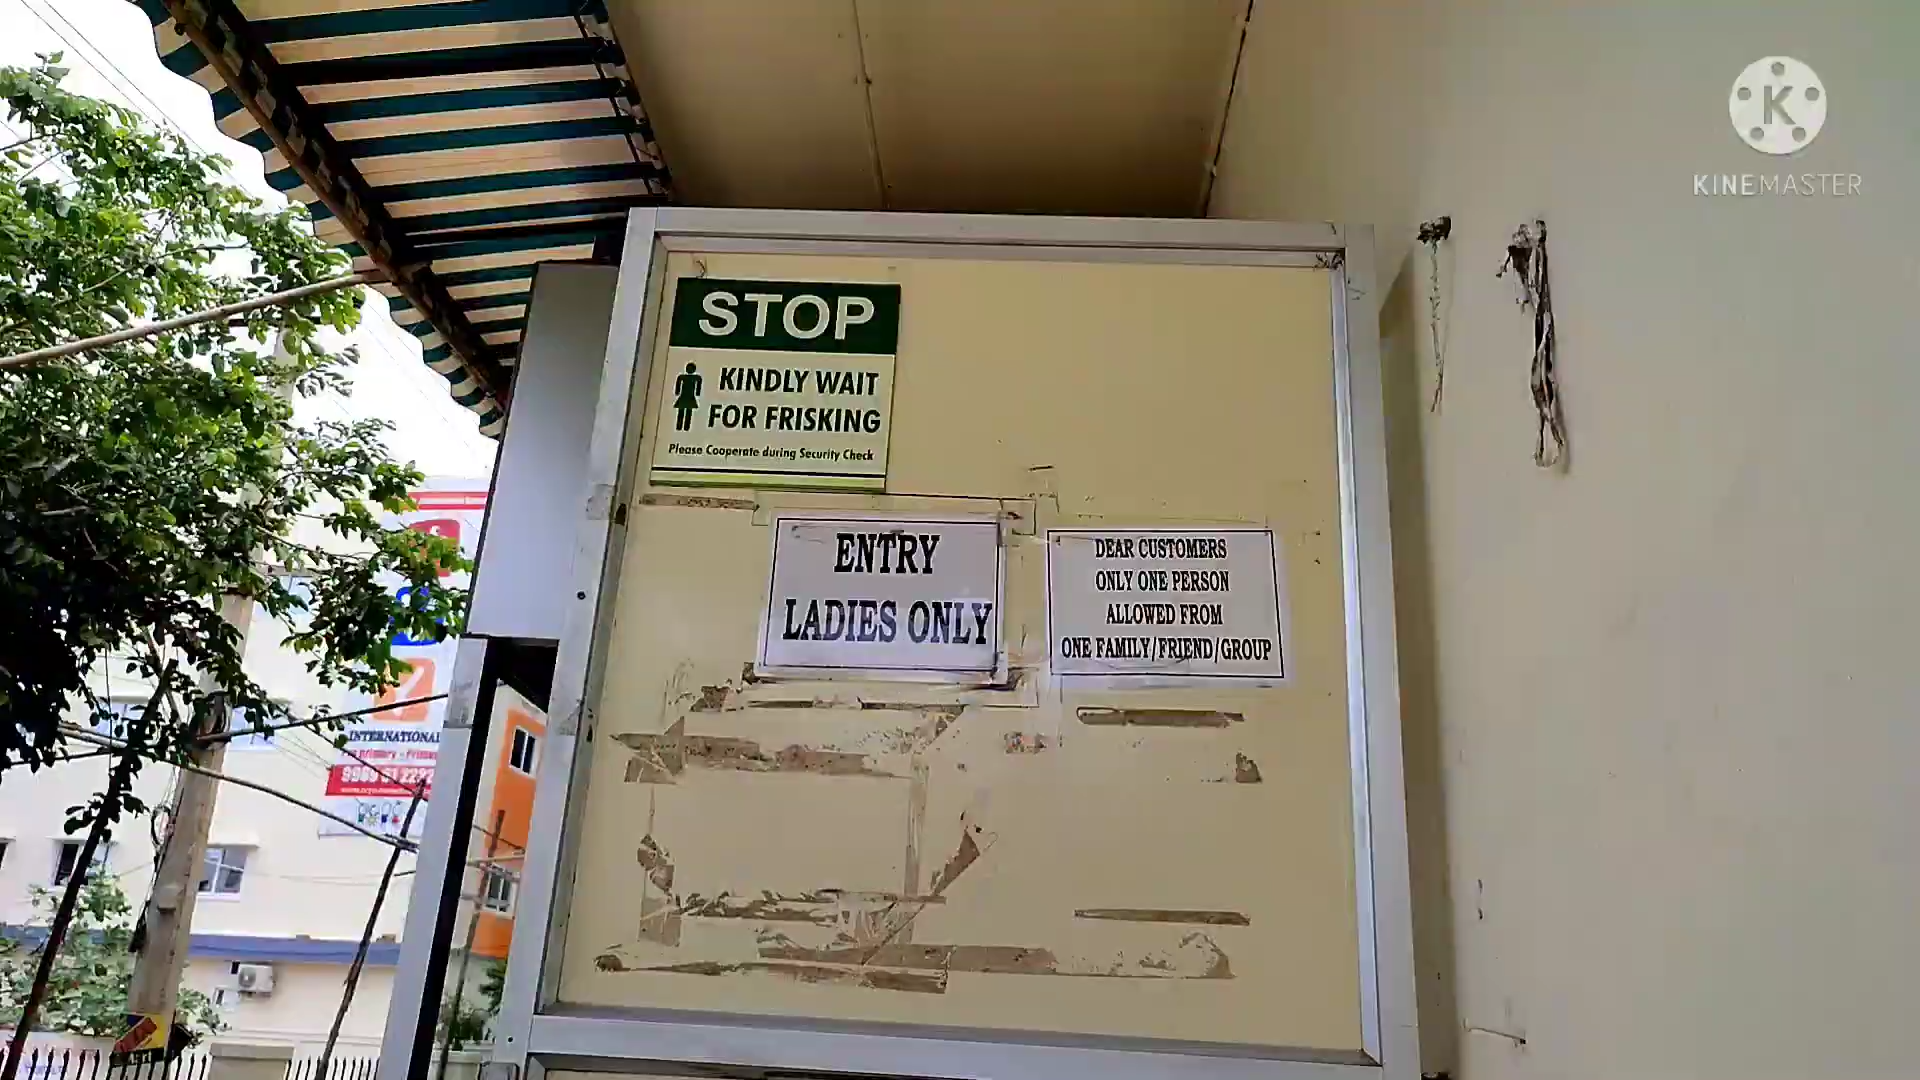 K
KINEMASTER
STOP
KINDLY WAIT
FOR FRISKING
Please Cooperate during Security Check
ENTRY
LADIES ONLY
DEAR CUSTOMERS
ONLY ONE PERSON
ALLOWED FROM
ONE FAMILY/FRIEND/GROUP
INTERNATIONAL